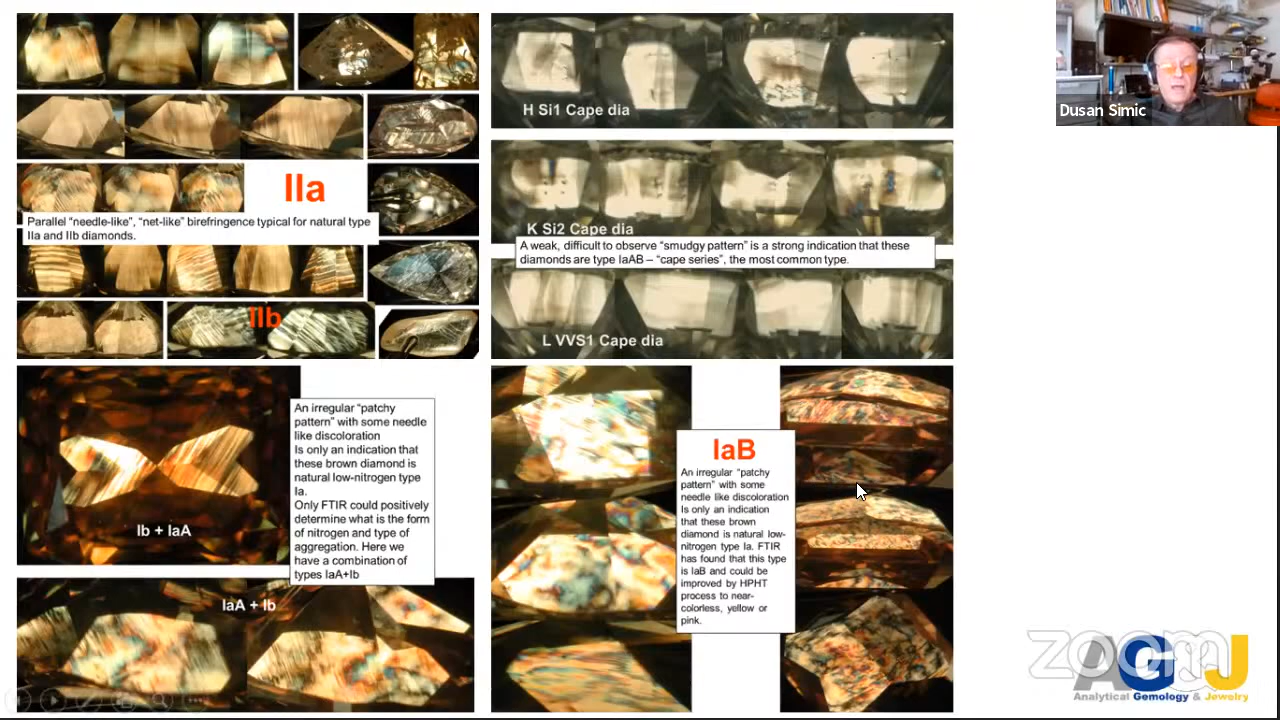 Dusan Simic
IIa
Parallel “needle-like”, “net-like” birefringence typical for natural type
IIa and IIb diamonds.
IIb
H Si1 Cape dia
K Si2 Cape dia
A weak, difficult to observe “smudgy pattern” is a strong indication that these
diamonds are type IaAB – “cape series”, the most common type.
L VVS1 Cape dia
An irregular “patchy
pattern” with some needle
like discoloration
Is only an indication that
these brown diamond is
natural low-nitrogen type
Ia.
Only FTIR could positively
determine what is the form
of nitrogen and type of
aggregation. Here we
have a combination of
types IaA+Ib
Ib + IaA
IaA + Ib
IaB
An irregular “patchy
pattern” with some
needle like discoloration
Is only an indication
that these brown
diamond is natural low-
nitrogen type Ia. FTIR
has found that this type
is IaB and could be
improved by HPHT
process to near-
colorless, yellow or
pink.
zoom
AGJ
Analytical Gemology & Jewelry